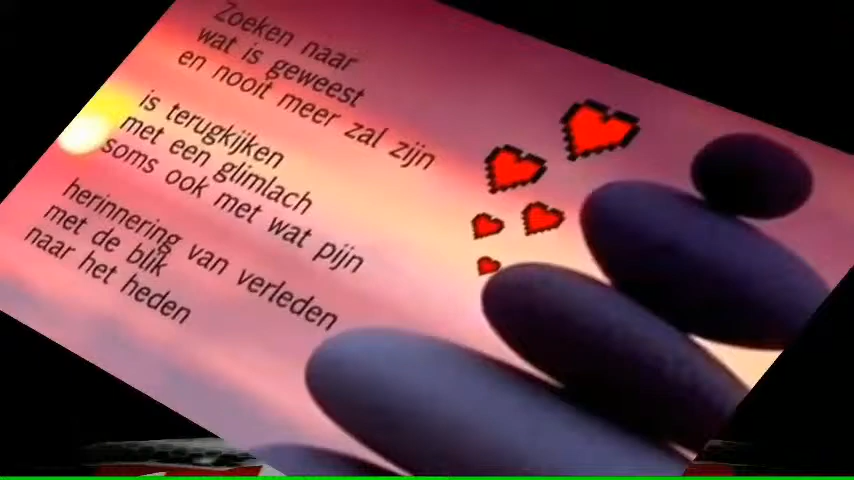 Zoeken naar
wat is geweest
en nooit meer zal zijn
is terugkijken
met een glimlach
soms ook met wat pijn
herinnering van verleden
met de blik
naar het heden